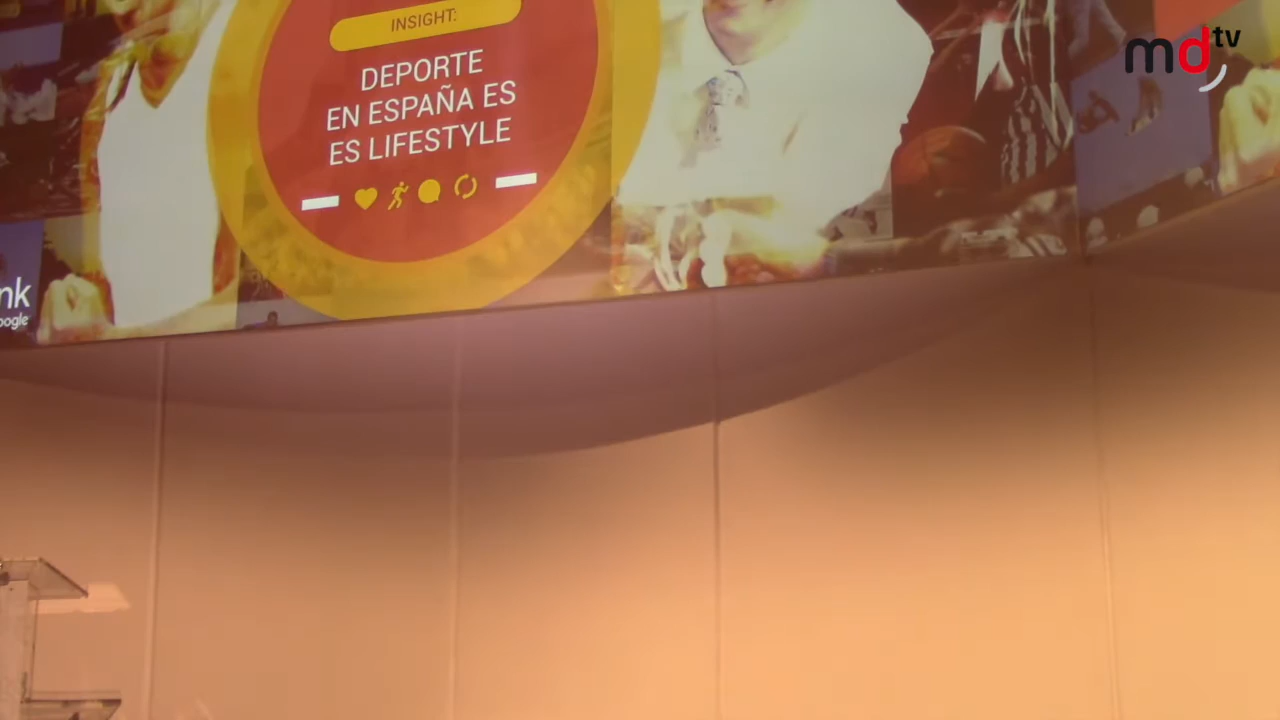 INSIGHT:
DEPORTE
EN ESPAÑA ES
ES LIFESTYLE
md tv
nk
oogle